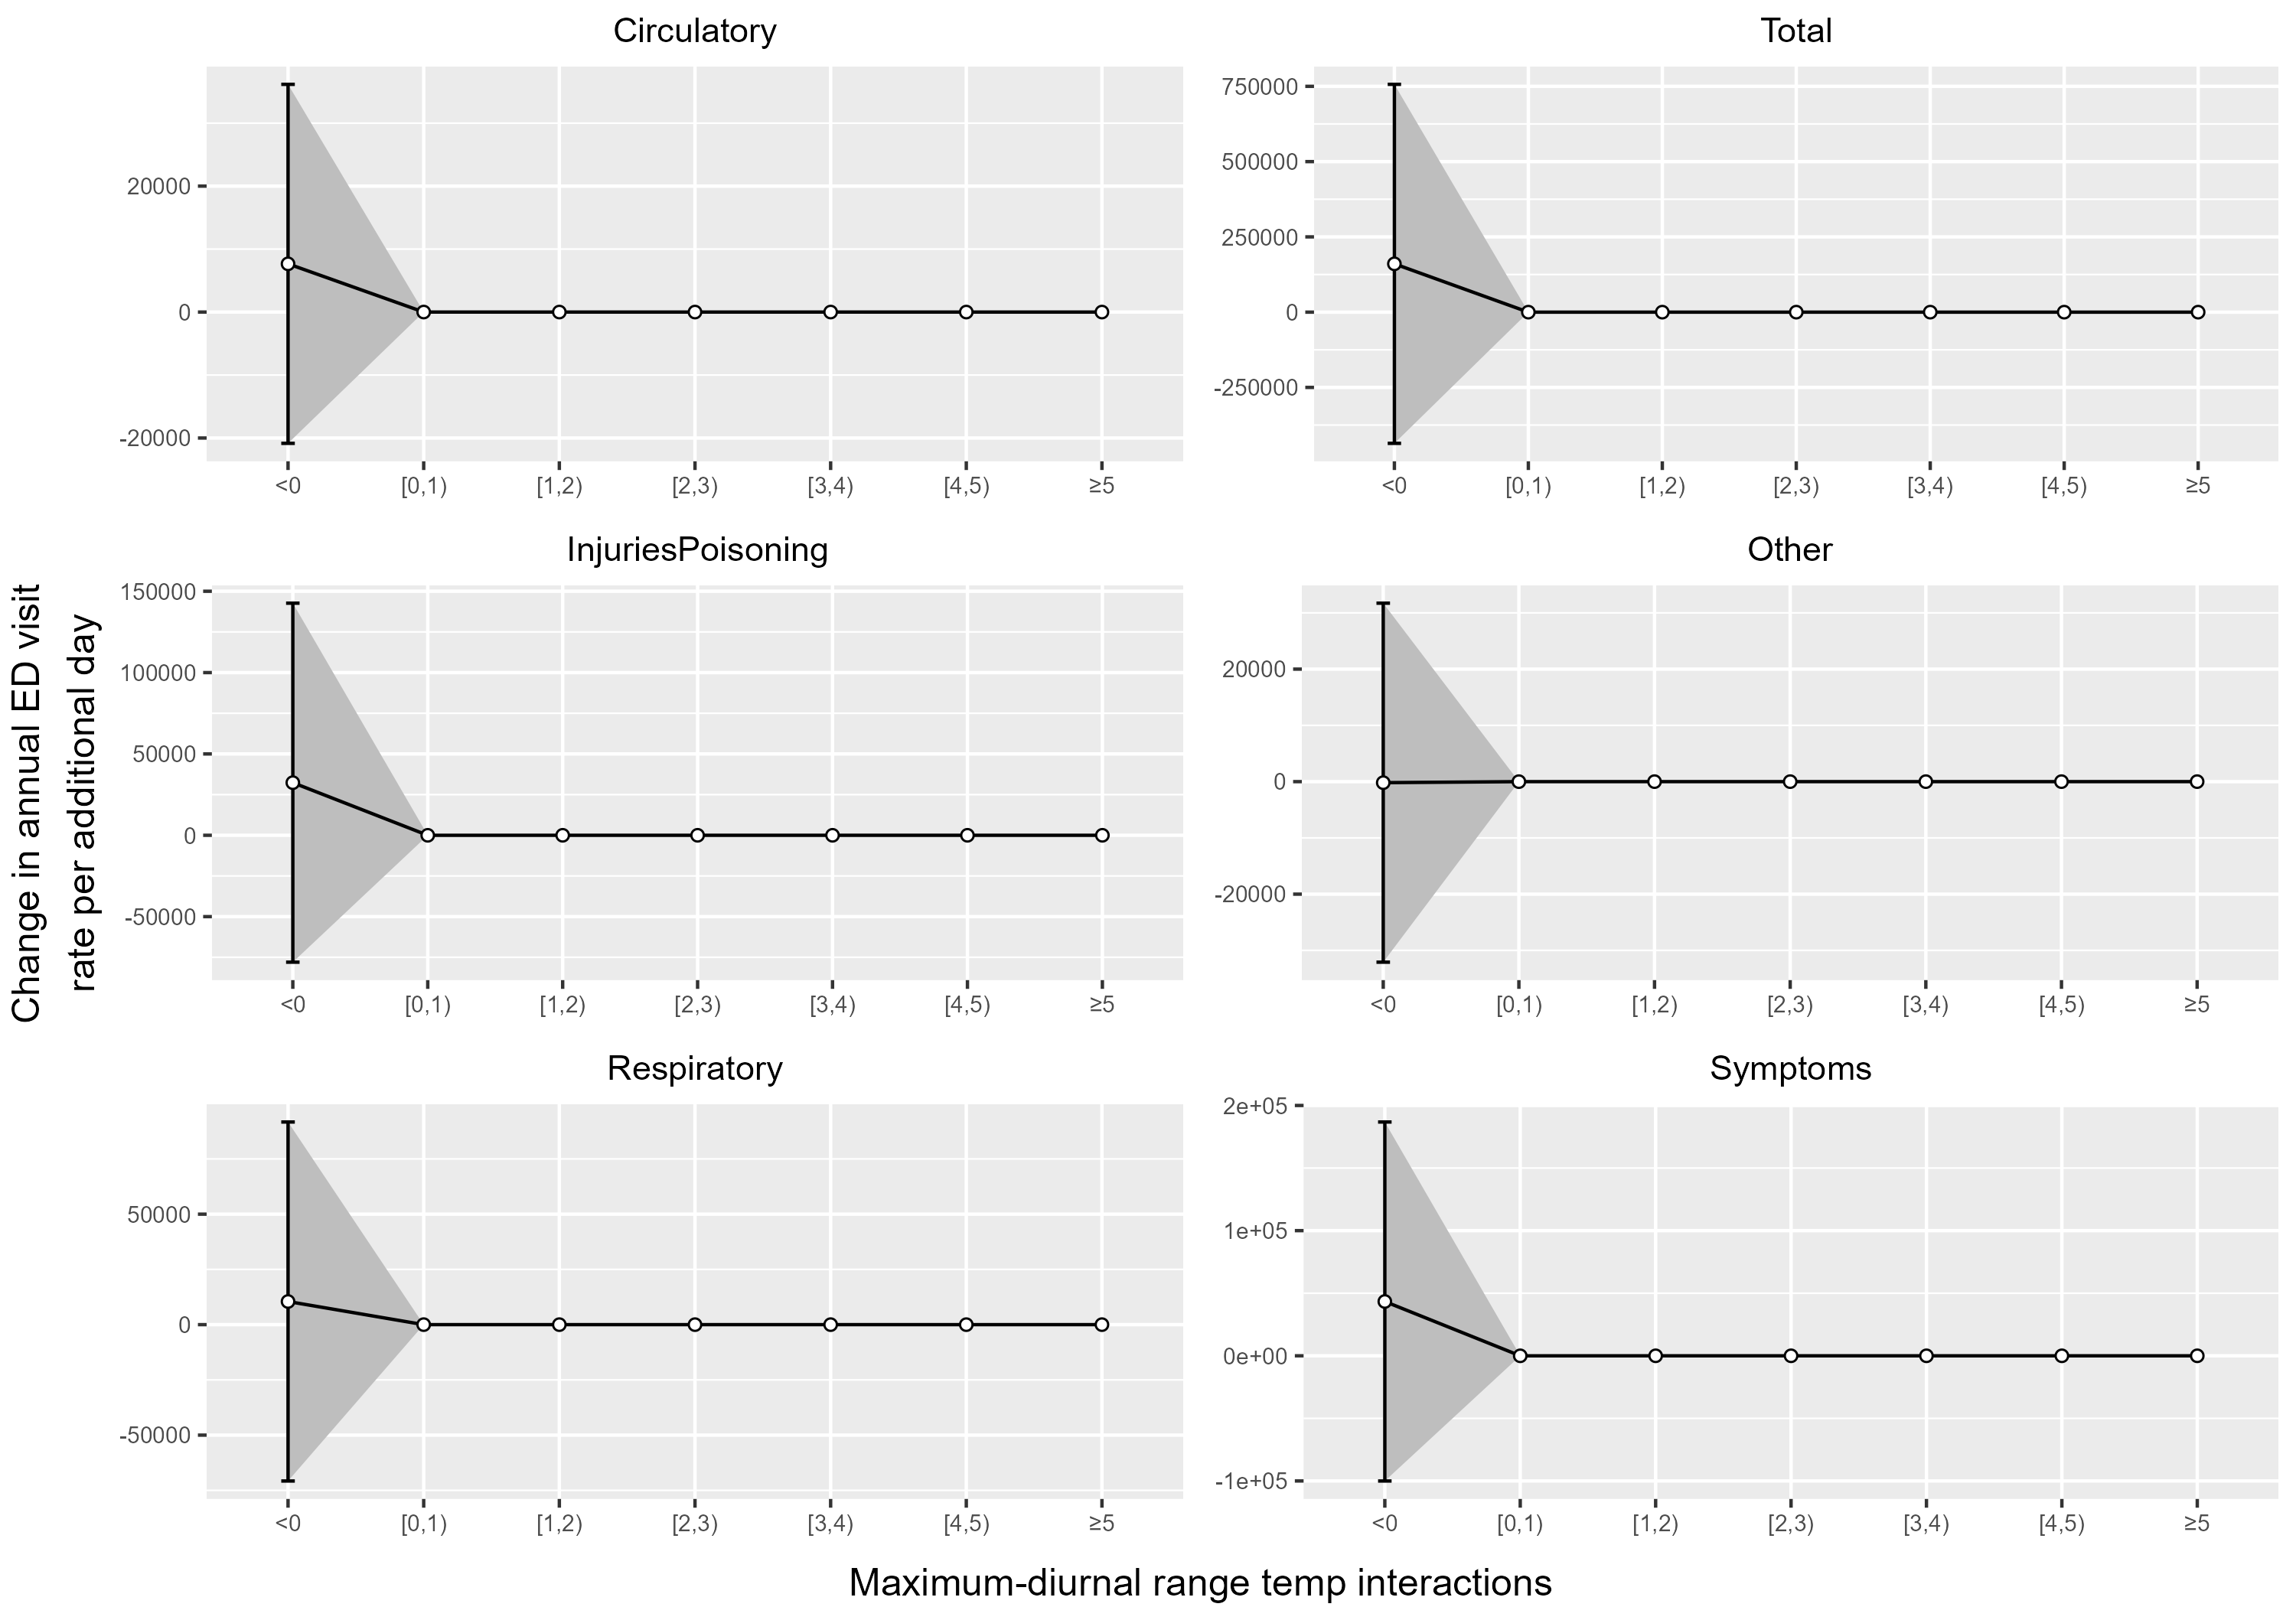 Circulatory
20000
0
-20000
<0 [0,1) [1,2) [2,3) [3,4) [4,5) ≥5
Total
750000
500000
250000
0
-250000
<0 [0,1) [1,2) [2,3) [3,4) [4,5) ≥5
Change in annual ED visit
rate per additional day
InjuriesPoisoning
150000
100000
50000
0
-50000
<0 [0,1) [1,2) [2,3) [3,4) [4,5) ≥5
Other
20000
0
-20000
<0 [0,1) [1,2) [2,3) [3,4) [4,5) ≥5
Respiratory
50000
0
-50000
<0 [0,1) [1,2) [2,3) [3,4) [4,5) ≥5
Symptoms
2e+05
1e+05
0e+00
-1e+05
<0 [0,1) [1,2) [2,3) [3,4) [4,5) ≥5
Maximum-diurnal range temp interactions